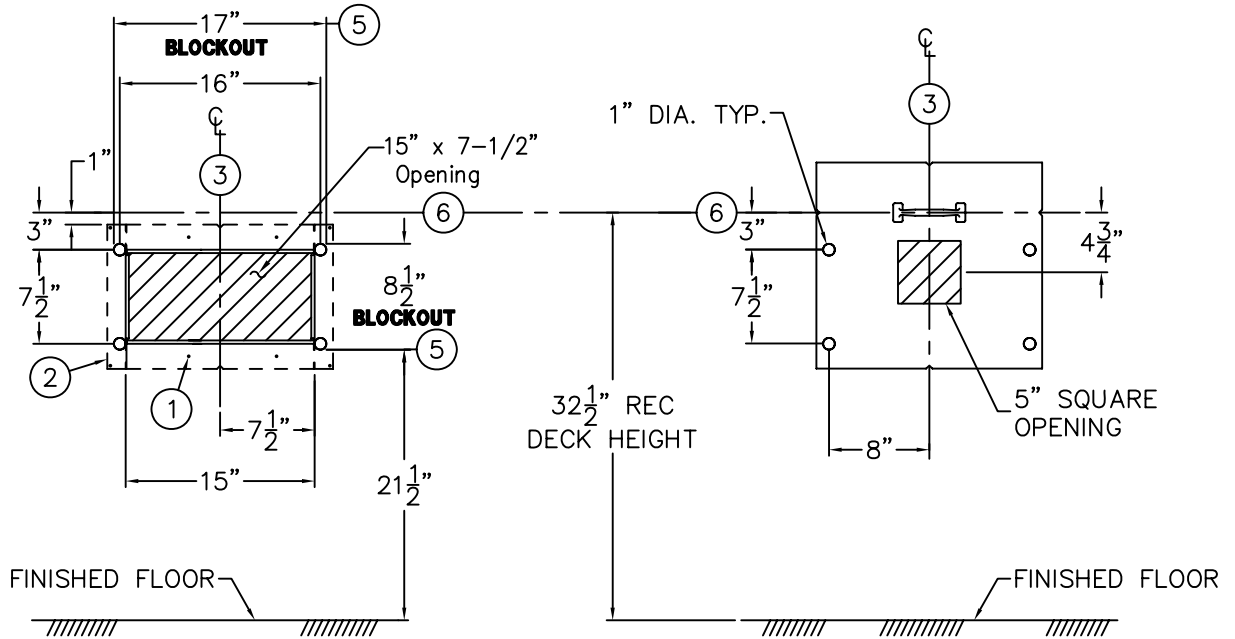 17"
5
BLOCKOUT
16"
℄
3
1"
15" x 7-1/2"
Opening
6
3"
7 1/2"
8 1/2"
BLOCKOUT
5
2
1
7 1/2"
15"
21 1/2"
FINISHED FLOOR
32 1/2" REC
DECK HEIGHT
℄
3
1" DIA. TYP.
6
3"
7 1/2"
4 3/4"
8"
5" SQUARE
OPENING
FINISHED FLOOR